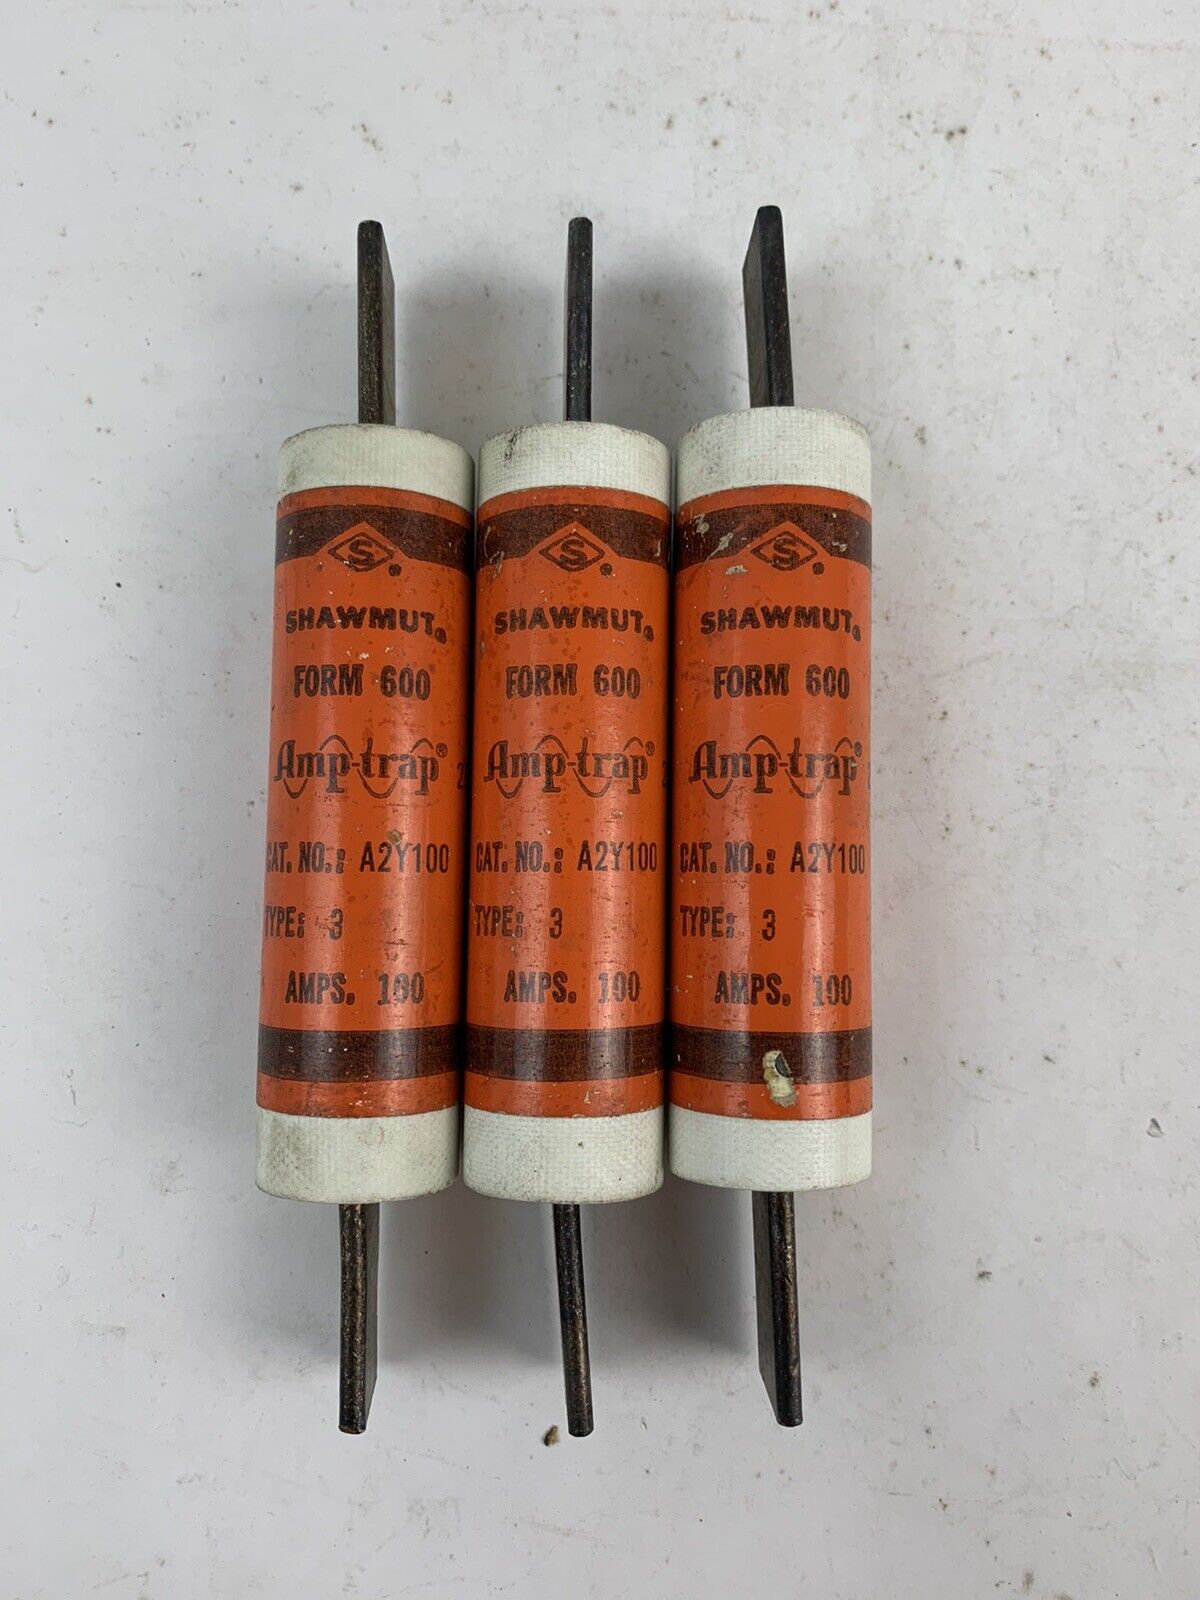 S®
SHAWMUT®
FORM 600
Amp-trap®
CAT. NO.: A2Y100
TYPE: 3
AMPS. 100
S®
SHAWMUT®
FORM 600
Amp-trap®
CAT. NO.: A2Y100
TYPE: 3
AMPS. 100
S®
SHAWMUT®
FORM 600
Amp-trap®
CAT. NO.: A2Y100
TYPE: 3
AMPS. 100